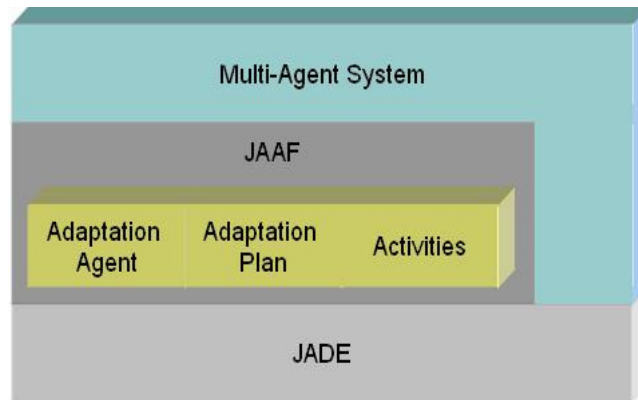 Multi-Agent System
JAAF
Adaptation
Agent
Adaptation
Plan
Activities
JADE